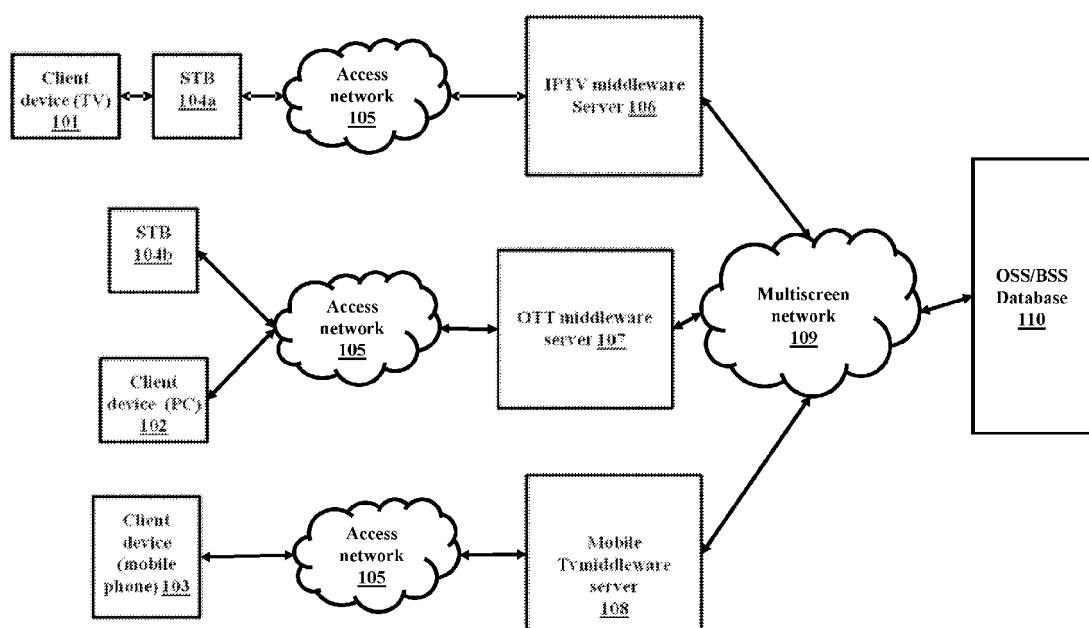 Client
device (TV)
101
STB
104a
Access
network
105
IPTV middleware
Server 106
STB
104b
Client
device (PC)
102
Access
network
105
OTT middleware
server 107
Multiscreen
network
109
OSS/BSS
Database
110
Client
device
(mobile
phone) 103
Access
network
105
Mobile
Tvmiddleware
server
108